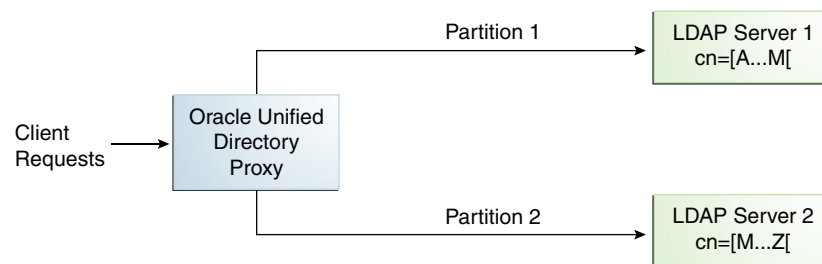 Partition 1
LDAP Server 1
cn=[A...M[
Client
Requests
Oracle Unified
Directory
Proxy
Partition 2
LDAP Server 2
cn=[M...Z[